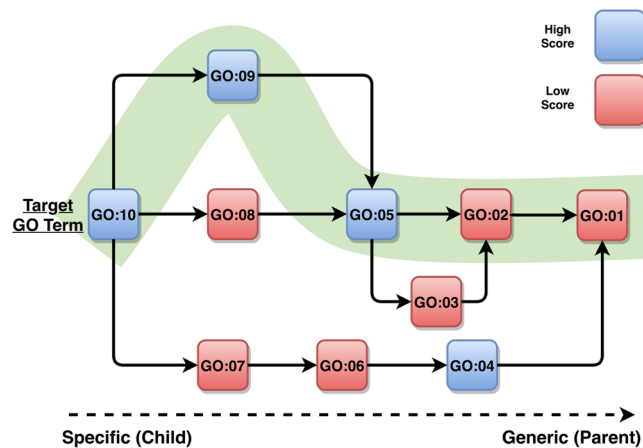 High
Score
Low
Score
GO:09
Target
GO Term
GO:10
GO:08
GO:05
GO:02
GO:01
GO:03
GO:07
GO:06
GO:04
Specific (Child)
Generic (Parent)